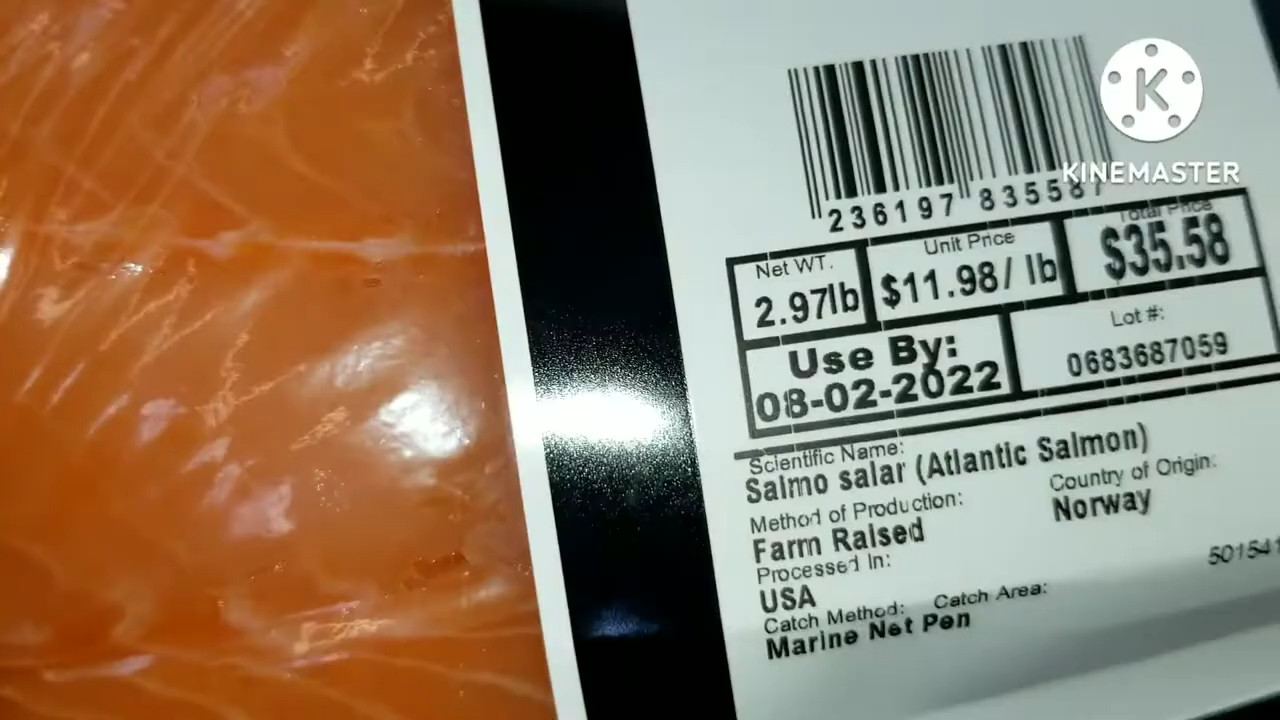 K
KINEMASTER
236197 835587
Net WT.
2.97lb
Unit Price
$11.98/ lb
Total Price
$35.58
Use By:
08-02-2022
Lot #:
0683687059
Scientific Name:
Salmo salar (Atlantic Salmon)
Method of Production:
Farm Raised
Country of Origin:
Norway
Processed In:
USA
Catch Method: Catch Area:
Marine Net Pen
501541